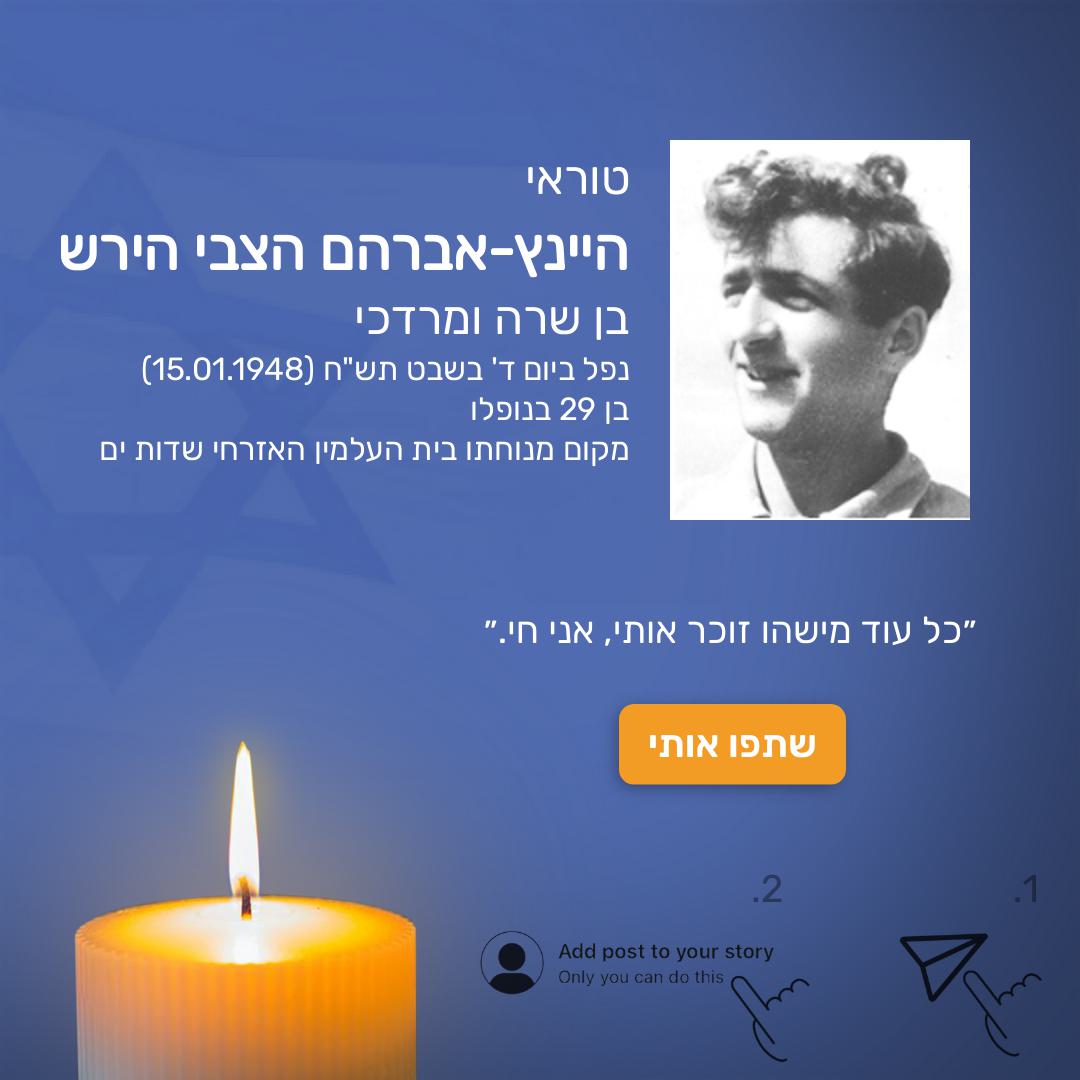 טוראי
היינץ-אברהם הצבי הירש
בן שרה ומרדכי
נפל ביום ד' בשבט תש"ח (15.01.1948)
בן 29 בנופלו
מקום מנוחתו בית העלמין האזרחי שדות ים
״כל עוד מישהו זוכר אותי, אני חי.״
שתפו אותי
1.
2.
Add post to your story
Only you can do this